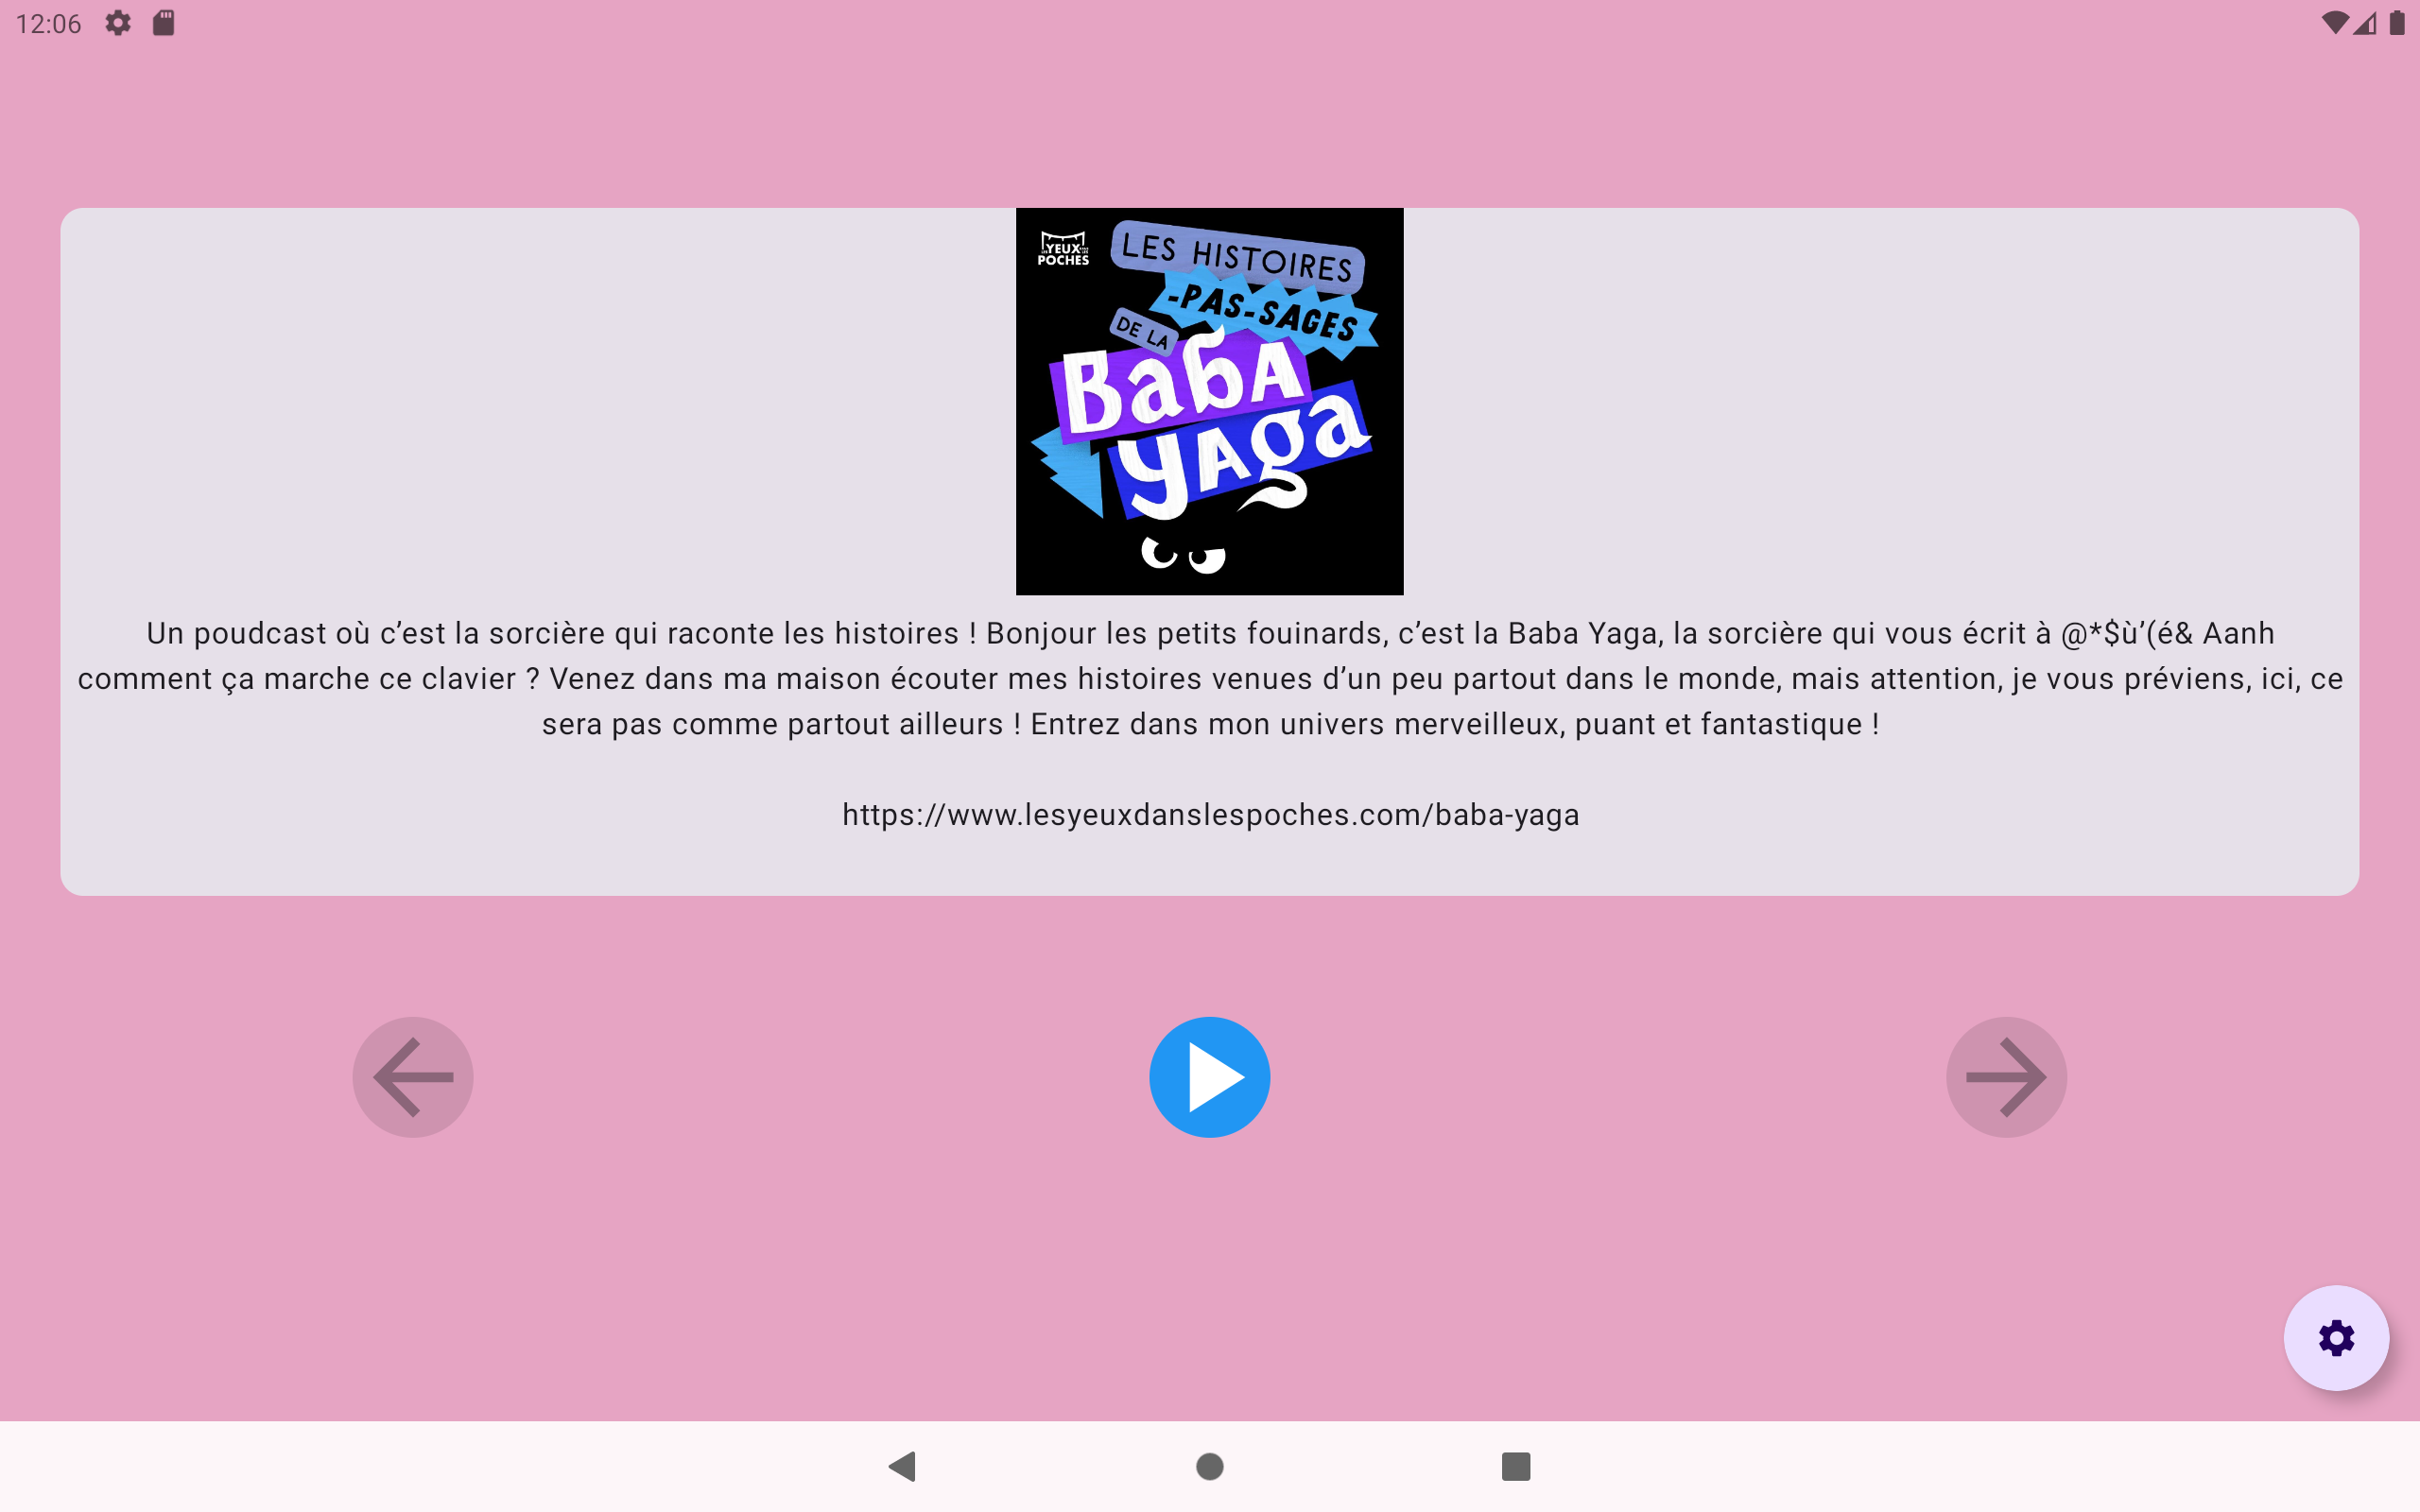 12:06
YEUX
POCHES
LES HISTOIRES
-PAS-SAGES
DE LA
BabA
yAga
Un poudcast où c’est la sorcière qui raconte les histoires ! Bonjour les petits fouinards, c’est la Baba Yaga, la sorcière qui vous écrit à @*$ù’(é& Aanh
comment ça marche ce clavier ? Venez dans ma maison écouter mes histoires venues d’un peu partout dans le monde, mais attention, je vous préviens, ici, ce
sera pas comme partout ailleurs ! Entrez dans mon univers merveilleux, puant et fantastique !
https://www.lesyeuxdanslespoches.com/baba-yaga